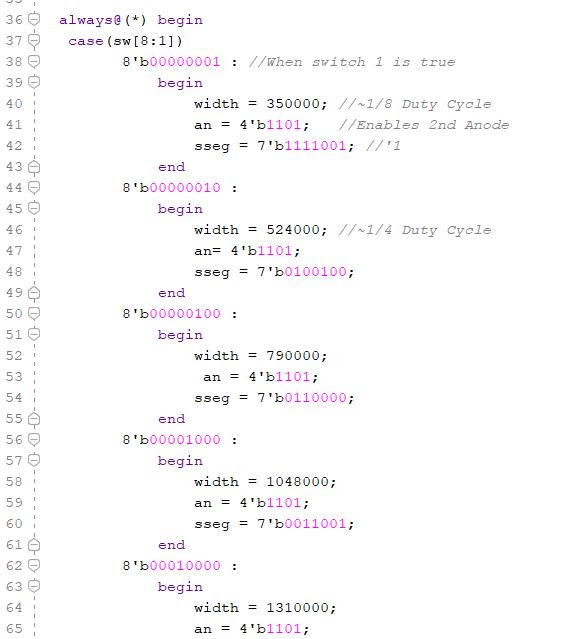 36 always@(*) begin
37 case(sw[8:1])
38 8'b00000001 : //When switch 1 is true
39 begin
40 width = 350000; //~1/8 Duty Cycle
41 an = 4'b1101; //Enables 2nd Anode
42 sseg = 7'b1111001; //'1
43 end
44 8'b00000010 :
45 begin
46 width = 524000; //~1/4 Duty Cycle
47 an= 4'b1101;
48 sseg = 7'b0100100;
49 end
50 8'b00000100 :
51 begin
52 width = 790000;
53 an = 4'b1101;
54 sseg = 7'b0110000;
55 end
56 8'b00001000 :
57 begin
58 width = 1048000;
59 an = 4'b1101;
60 sseg = 7'b0011001;
61 end
62 8'b00010000 :
63 begin
64 width = 1310000;
65 an = 4'b1101;